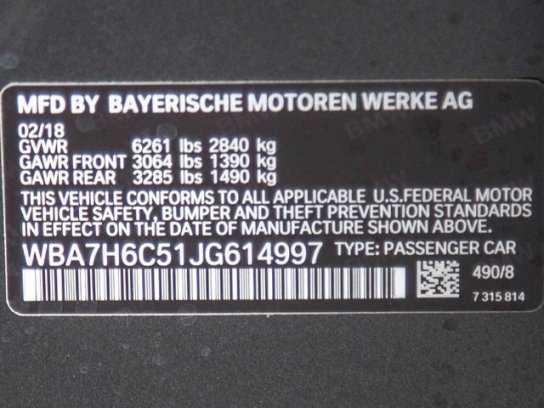 MFD BY BAYERISCHE MOTOREN WERKE AG
02/18
GVWR 6261 lbs 2840 kg
GAWR FRONT 3064 lbs 1390 kg
GAWR REAR 3285 lbs 1490 kg
THIS VEHICLE CONFORMS TO ALL APPLICABLE U.S.FEDERAL MOTOR
VEHICLE SAFETY, BUMPER AND THEFT PREVENTION STANDARDS
IN EFFECT ON THE DATE OF MANUFACTURE SHOWN ABOVE.
WBA7H6C51JG614997 TYPE: PASSENGER CAR
490/8
7 315 814
BMW